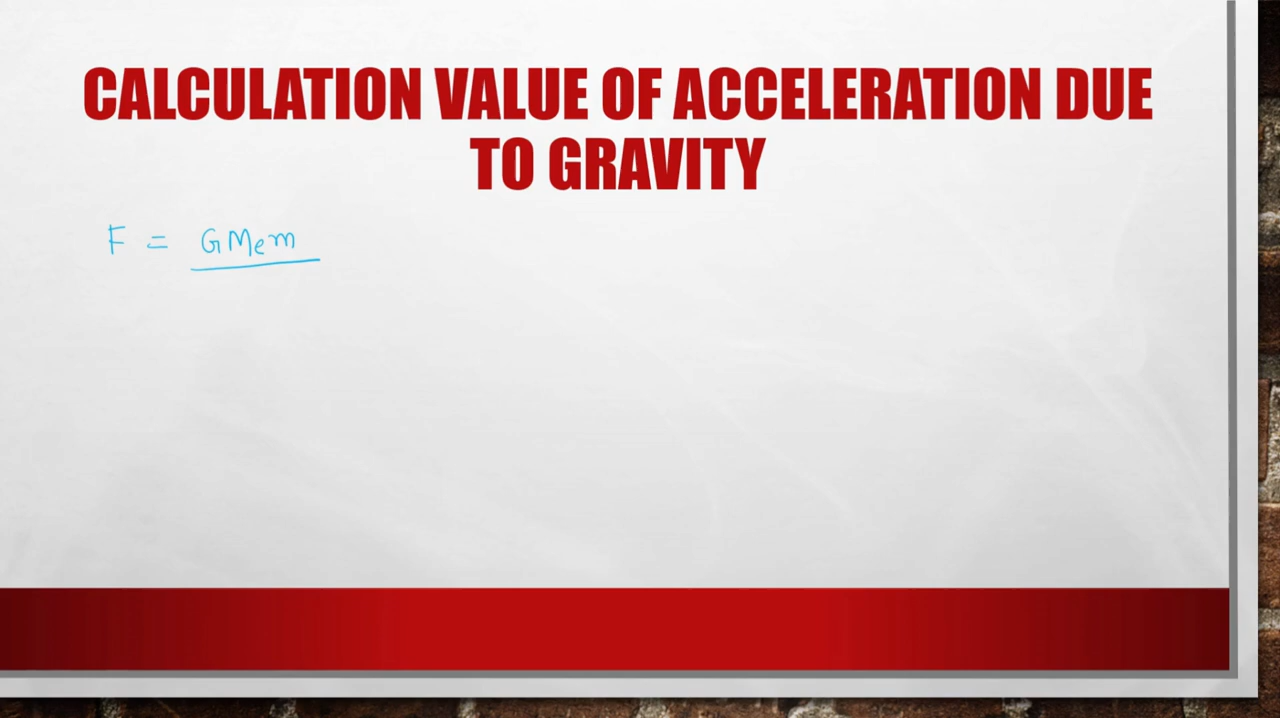 CALCULATION VALUE OF ACCELERATION DUE
TO GRAVITY
F = GMem